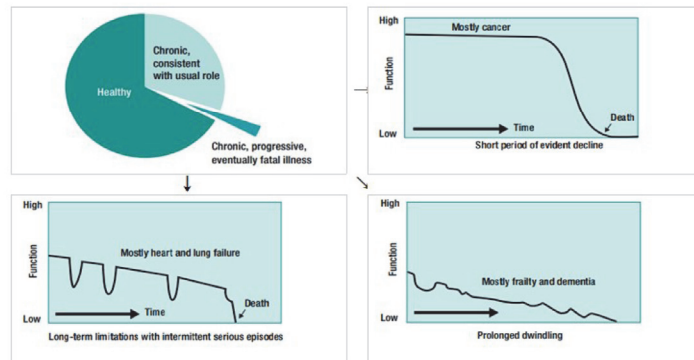 Chronic,
consistent
with usual role
Healthy
Chronic, progressive,
eventually fatal illness
High
Mostly cancer
Function
Death
Low
Time
Short period of evident decline
High
Mostly heart and lung failure
Function
Death
Time
Low
Long-term limitations with intermittent serious episodes
High
Function
Mostly frailty and dementia
Low
Prolonged dwindling